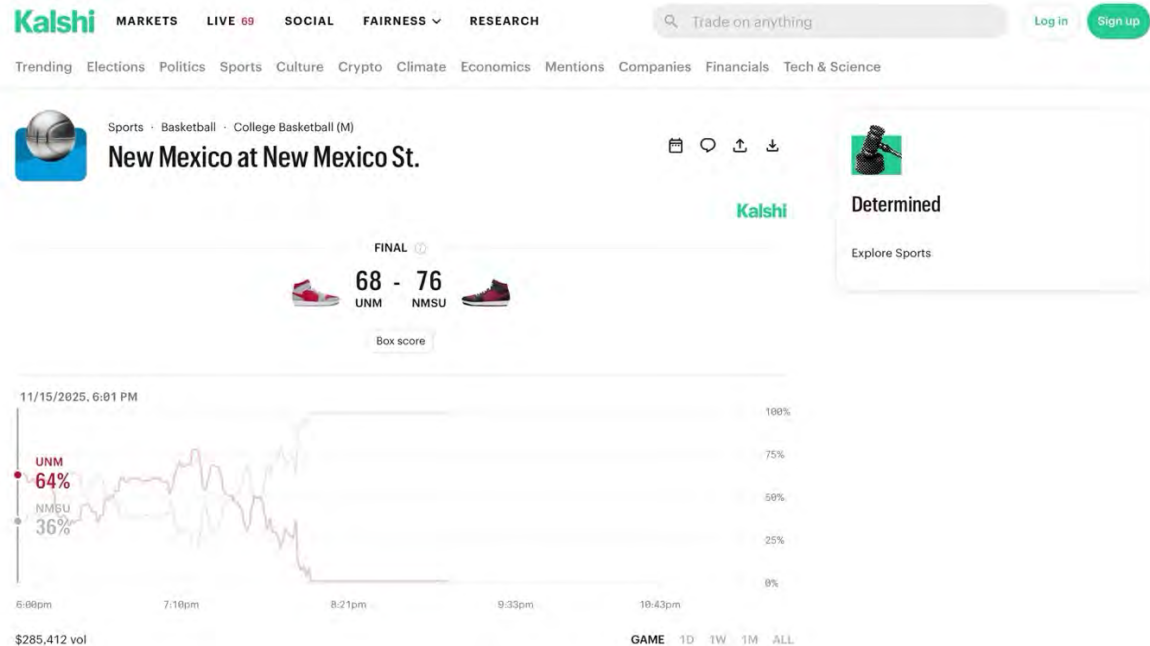 Kalshi MARKETS LIVE 69 SOCIAL FAIRNESS RESEARCH Trade on anything Log in Sign up
Trending Elections Politics Sports Culture Crypto Climate Economics Mentions Companies Financials Tech & Science
Sports · Basketball · College Basketball (M)
New Mexico at New Mexico St.
Kalshi
Determined
Explore Sports
FINAL
68 - 76
UNM NMSU
Box score
11/15/2025, 6:01 PM
100%
75%
50%
25%
0%
UNM
64%
NMSU
36%
6:00pm 7:10pm 8:21pm 9:33pm 10:43pm
$285,412 vol
GAME 1D 1W 1M ALL